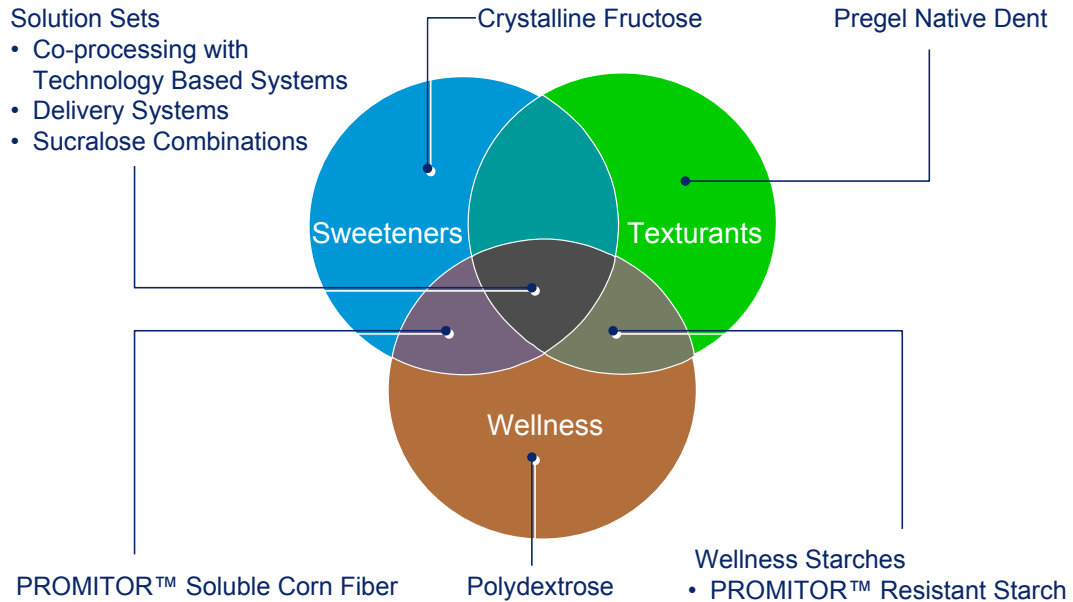 Solution Sets
• Co-processing with
Technology Based Systems
• Delivery Systems
• Sucralose Combinations
Crystalline Fructose
Pregel Native Dent
Sweeteners
Texturants
Wellness
PROMITOR™ Soluble Corn Fiber
Polydextrose
Wellness Starches
• PROMITOR™ Resistant Starch